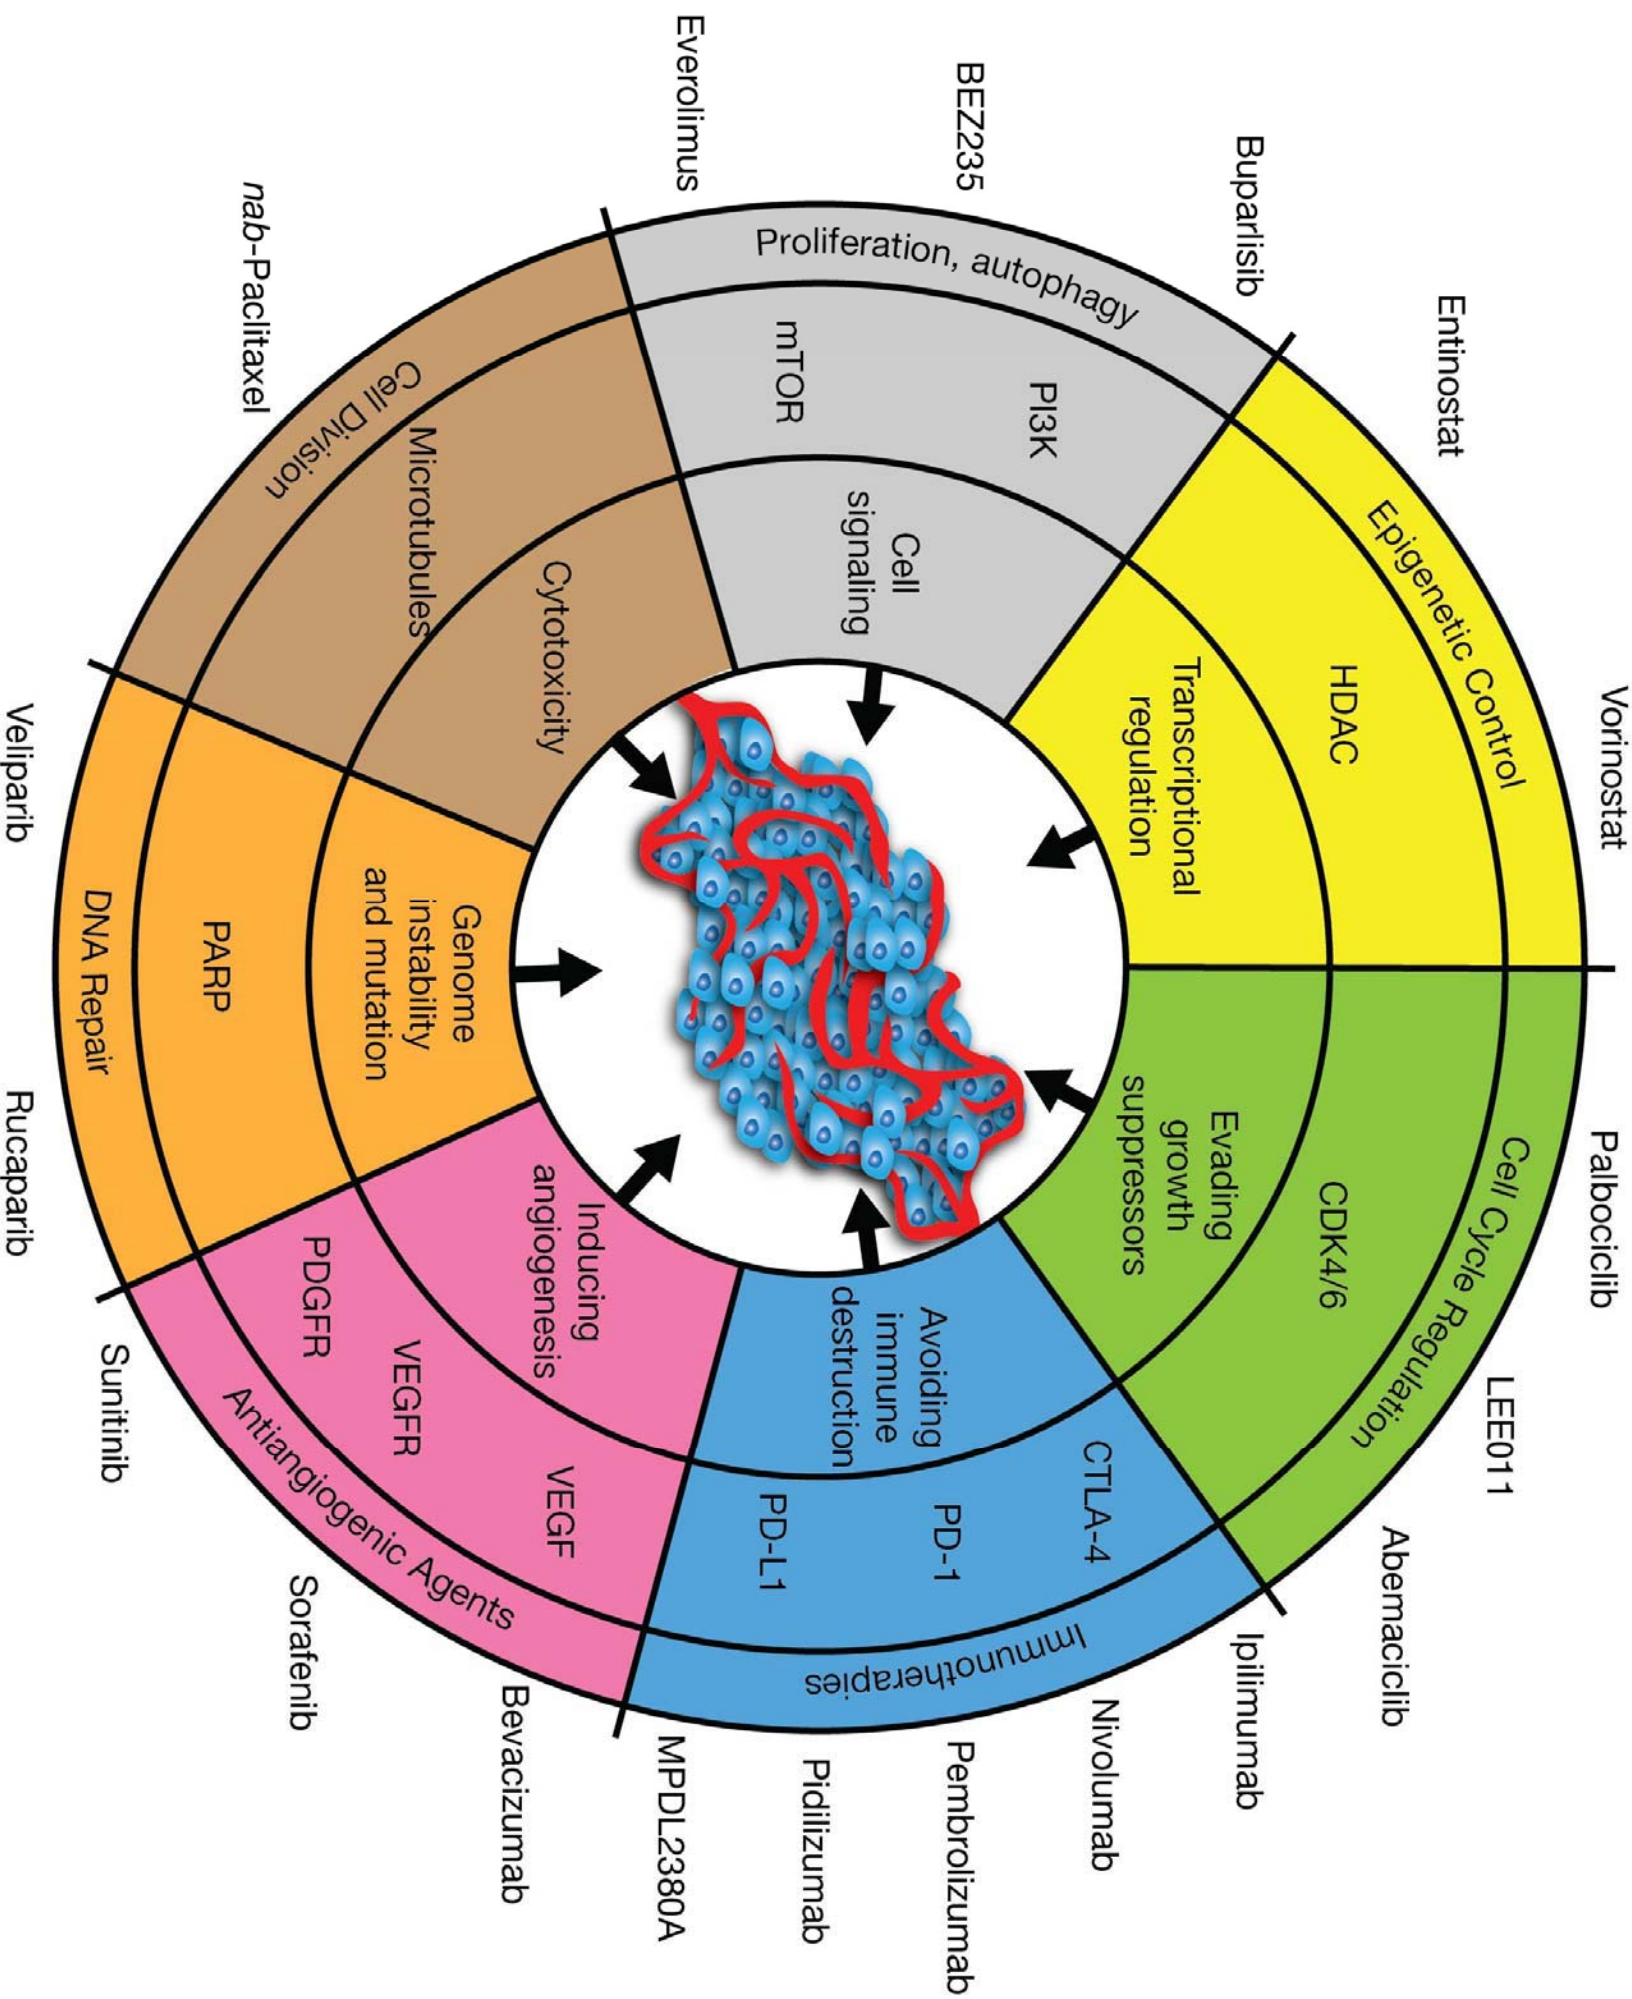 Entinostat
Vorinostat
Epigenetic Control
HDAC
Transcriptional
regulation
Palbociclib
LEE011
Abemaciclib
Cell Cycle Regulation
CDK4/6
Evading
growth
suppressors
Ipilimumab
Nivolumab
Pembrolizumab
Pidilizumab
MPDL2380A
Immunotherapies
CTLA-4
PD-1
PD-L1
Avoiding
immune
destruction
Bevacizumab
Sorafenib
Sunitinib
Antiangiogenic Agents
VEGF
VEGFR
PDGFR
Inducing
angiogenesis
Rucaparib
Veliparib
DNA Repair
PARP
Genome
instability
and mutation
nab-Paclitaxel
Cell Division
Microtubules
Cytotoxicity
Everolimus
BEZ235
Buparlisib
Proliferation, autophagy
PI3K
mTOR
Cell
signaling